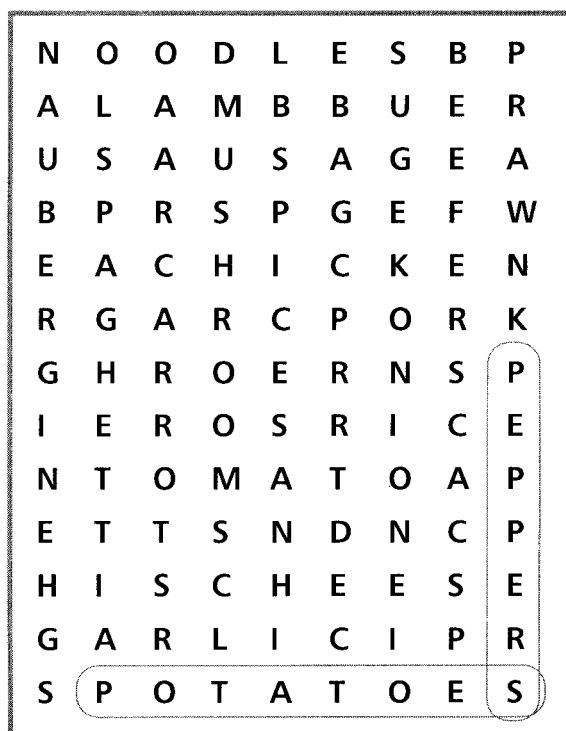 N O O D L E S B P
A L A M B B U E R
U S A U S A G E A
B P R S P G E F W
E A C H I C K E N
R G A R C P O R K
G H R O E R N S P
I E R O S R I C E
N T O M A T O A P
E T T S N D N C P
H I S C H E E S E
G A R L I C I P R
S P O T A T O E S